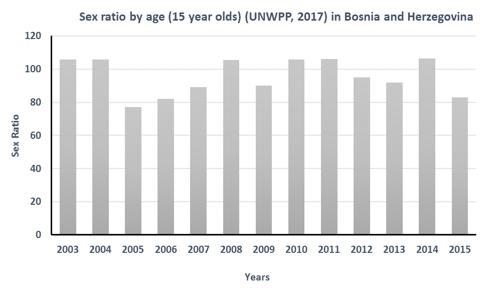 Sex ratio by age (15 year olds) (UNWPP, 2017) in Bosnia and Herzegovina
120
100
80
60
40
20
0
Sex Ratio
2003 2004 2005 2006 2007 2008 2009 2010 2011 2012 2013 2014 2015
Years